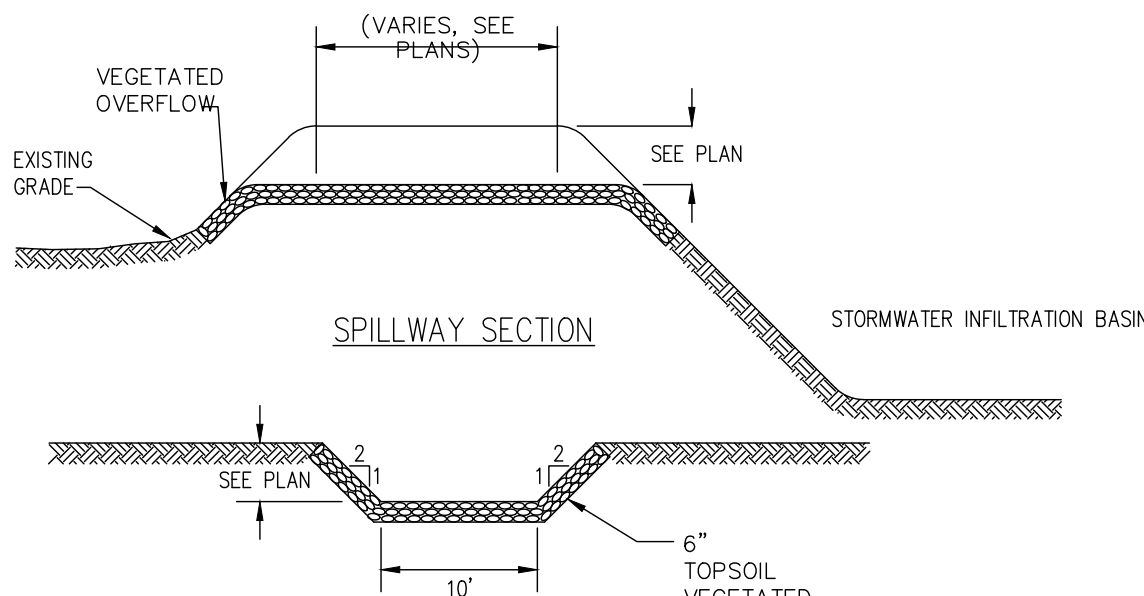 (VARIES, SEE
PLANS)
VEGETATED
OVERFLOW
EXISTING
GRADE
SEE PLAN
STORMWATER INFILTRATION BASIN
SPILLWAY SECTION
2
1
2
1
SEE PLAN
6”
TOPSOIL
VEGETATED
10'